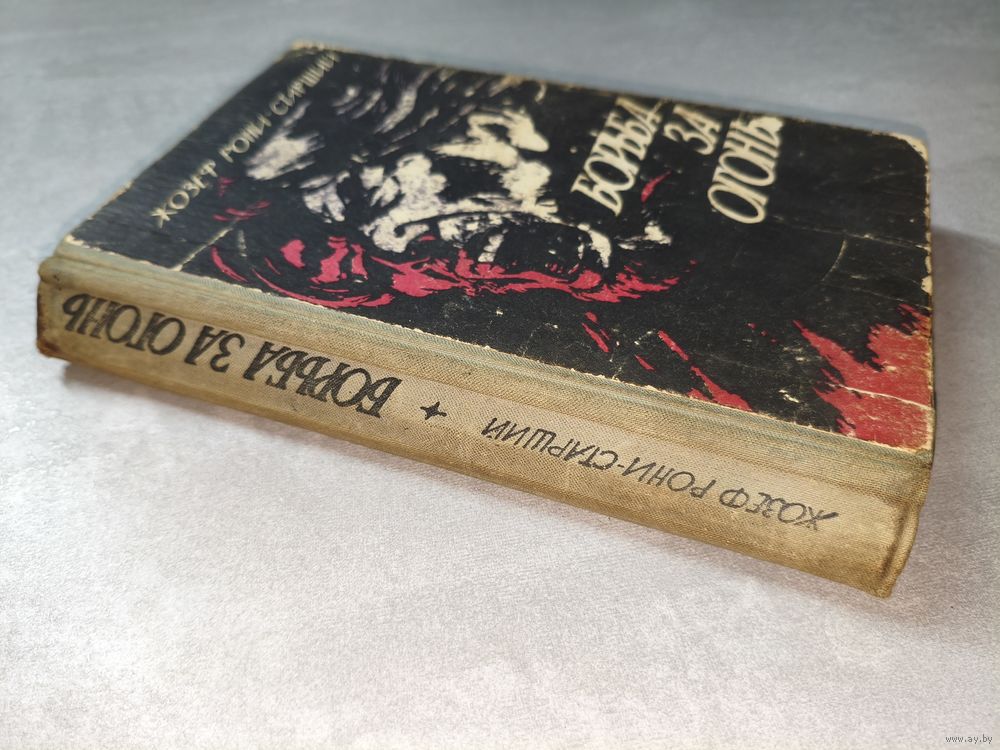 ЖОЗЕФ РОНИ-СТАРШИЙ
БОРЬБА
ЗА
ОГОНЬ
ЖОЗЕФ РОНИ-СТАРШИЙ ✦ БОРЬБА ЗА ОГОНЬ
www.ay.by